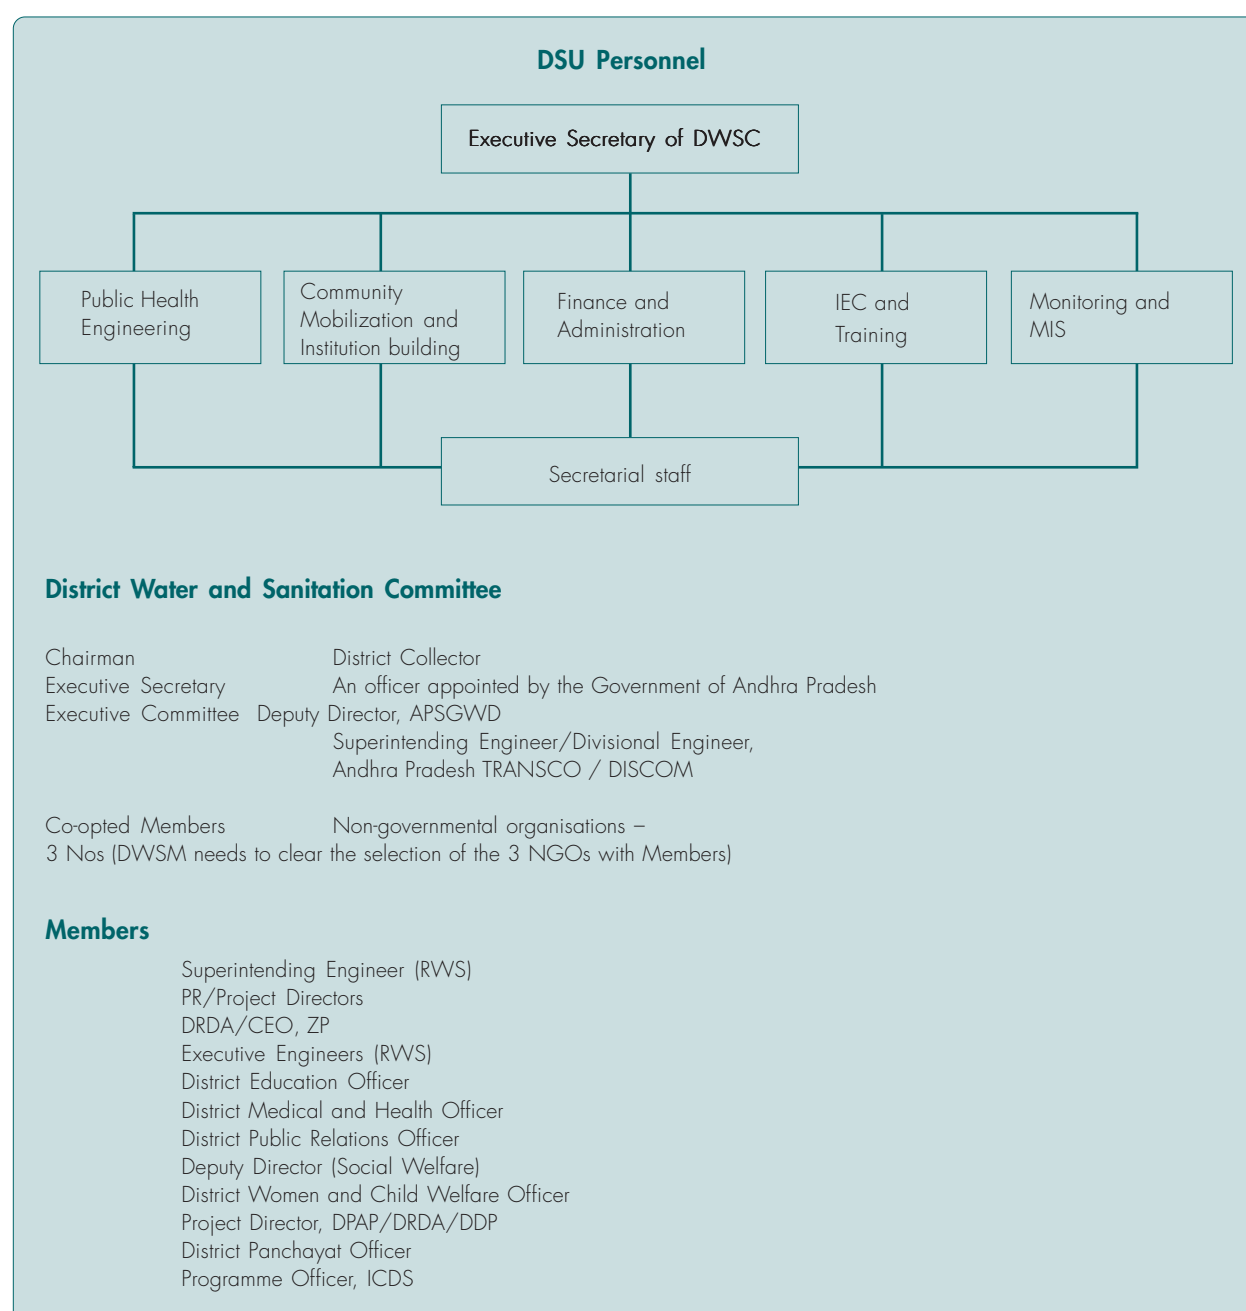 DSU Personnel
Executive Secretary of DWSC
Public Health
Engineering
Community
Mobilization and
Institution building
Finance and
Administration
IEC and
Training
Monitoring and
MIS
Secretarial staff
District Water and Sanitation Committee
Chairman District Collector
Executive Secretary An officer appointed by the Government of Andhra Pradesh
Executive Committee Deputy Director, APSGWD
Superintending Engineer/Divisional Engineer,
Andhra Pradesh TRANSCO / DISCOM
Co-opted Members Non-governmental organisations –
3 Nos (DWSM needs to clear the selection of the 3 NGOs with Members)
Members
Superintending Engineer (RWS)
PR/Project Directors
DRDA/CEO, ZP
Executive Engineers (RWS)
District Education Officer
District Medical and Health Officer
District Public Relations Officer
Deputy Director (Social Welfare)
District Women and Child Welfare Officer
Project Director, DPAP/DRDA/DDP
District Panchayat Officer
Programme Officer, ICDS